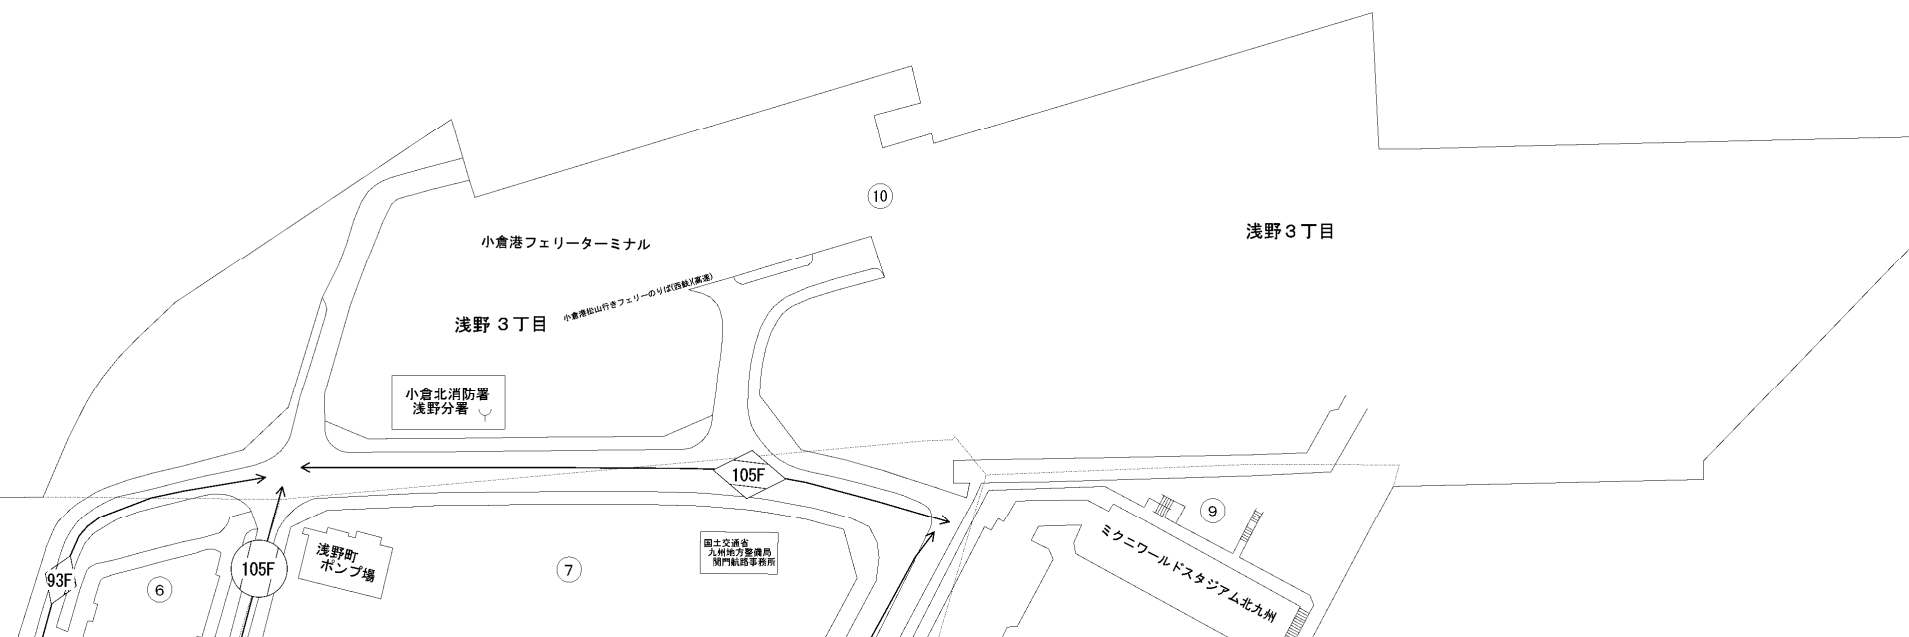 10
浅野３丁目
小倉港フェリーターミナル
小倉港松山行きフェリーのりば(西鉄)(高速)
浅野 ３丁目
小倉北消防署
浅野分署
105F
9
ミクニワールドスタジアム北九州
国土交通省
九州地方整備局
関門航路事務所
浅野町
ポンプ場
105F
7
93F
6